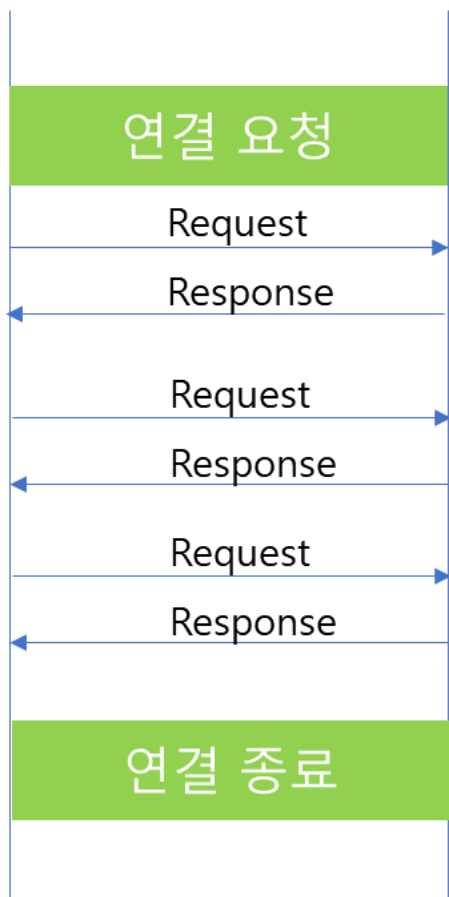 연결 요청
Request
Response
Request
Response
Request
Response
연결 종료